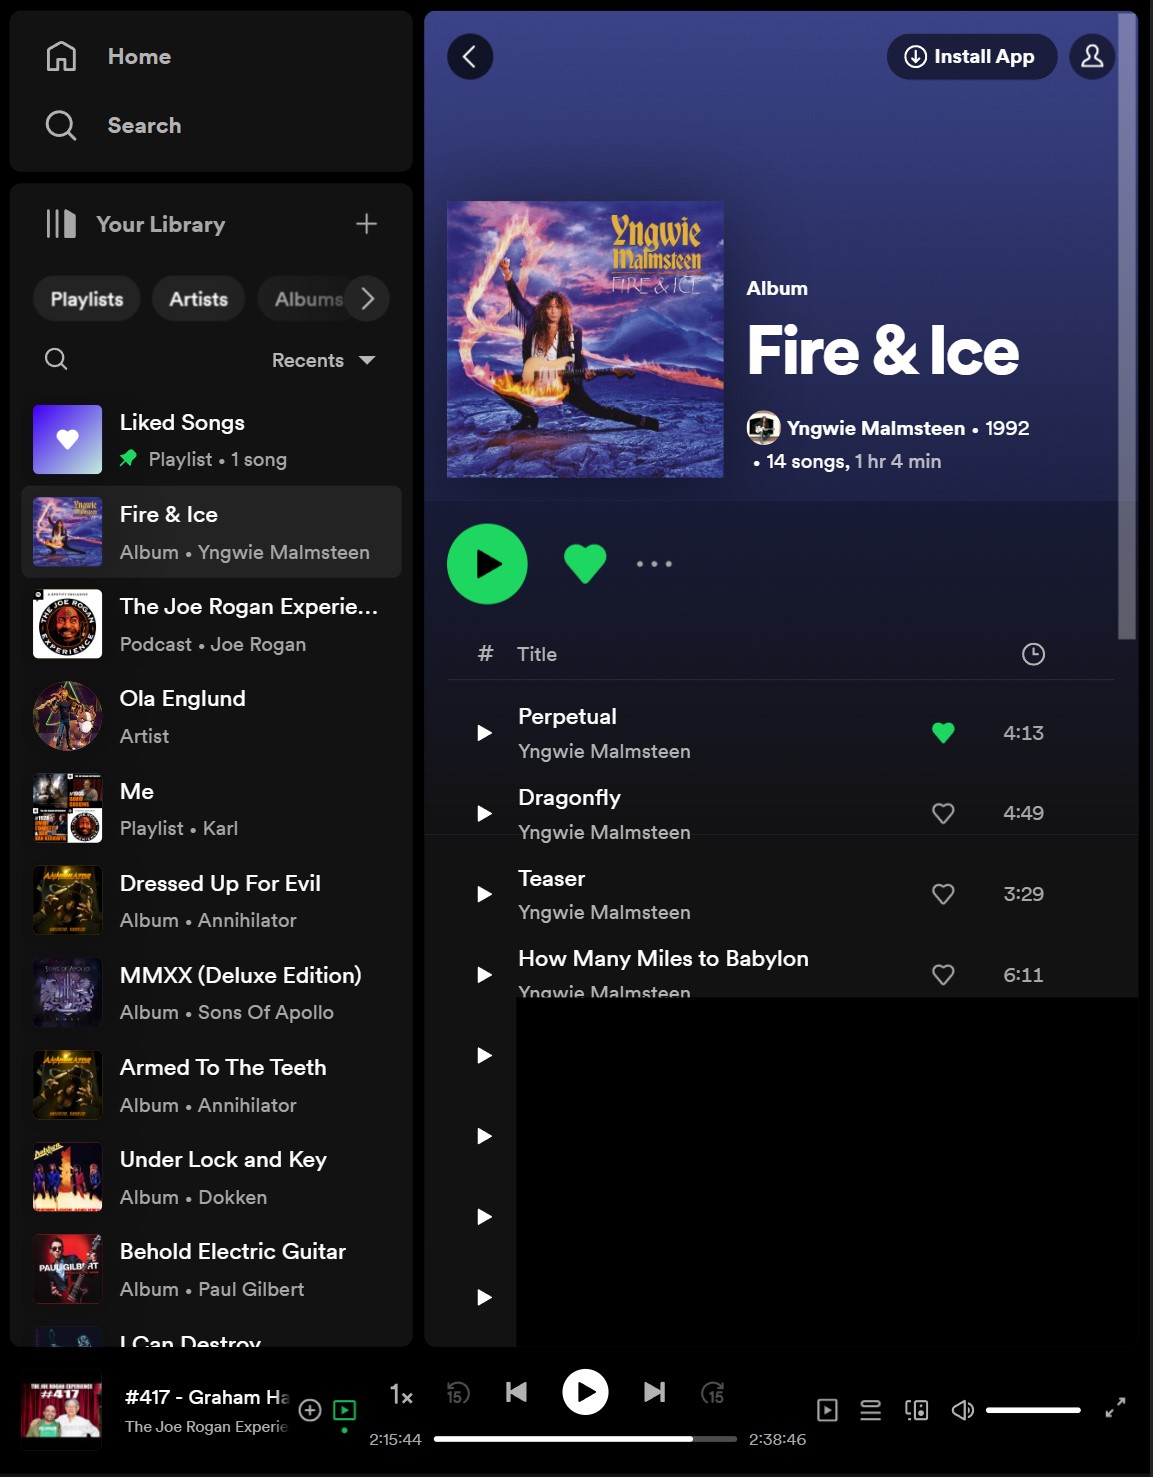 Home
Search
Your Library
Playlists
Artists
Albums
Recents
Liked Songs
Playlist • 1 song
Fire & Ice
Album • Yngwie Malmsteen
The Joe Rogan Experie...
Podcast • Joe Rogan
Ola Englund
Artist
Me
Playlist • Karl
Dressed Up For Evil
Album • Annihilator
MMXX (Deluxe Edition)
Album • Sons Of Apollo
Armed To The Teeth
Album • Annihilator
Under Lock and Key
Album • Dokken
Behold Electric Guitar
Album • Paul Gilbert
I Can Destroy
Install App
Yngwie
Malmsteen
FIRE & ICE
Album
Fire & Ice
Yngwie Malmsteen • 1992
• 14 songs, 1 hr 4 min
# Title
Perpetual
Yngwie Malmsteen
4:13
Dragonfly
Yngwie Malmsteen
4:49
Teaser
Yngwie Malmsteen
3:29
How Many Miles to Babylon
Yngwie Malmsteen
6:11
THE JOE ROGAN EXPERIENCE
#417
#417 - Graham Ha
The Joe Rogan Experie
1x
15
15
2:15:44
2:38:46